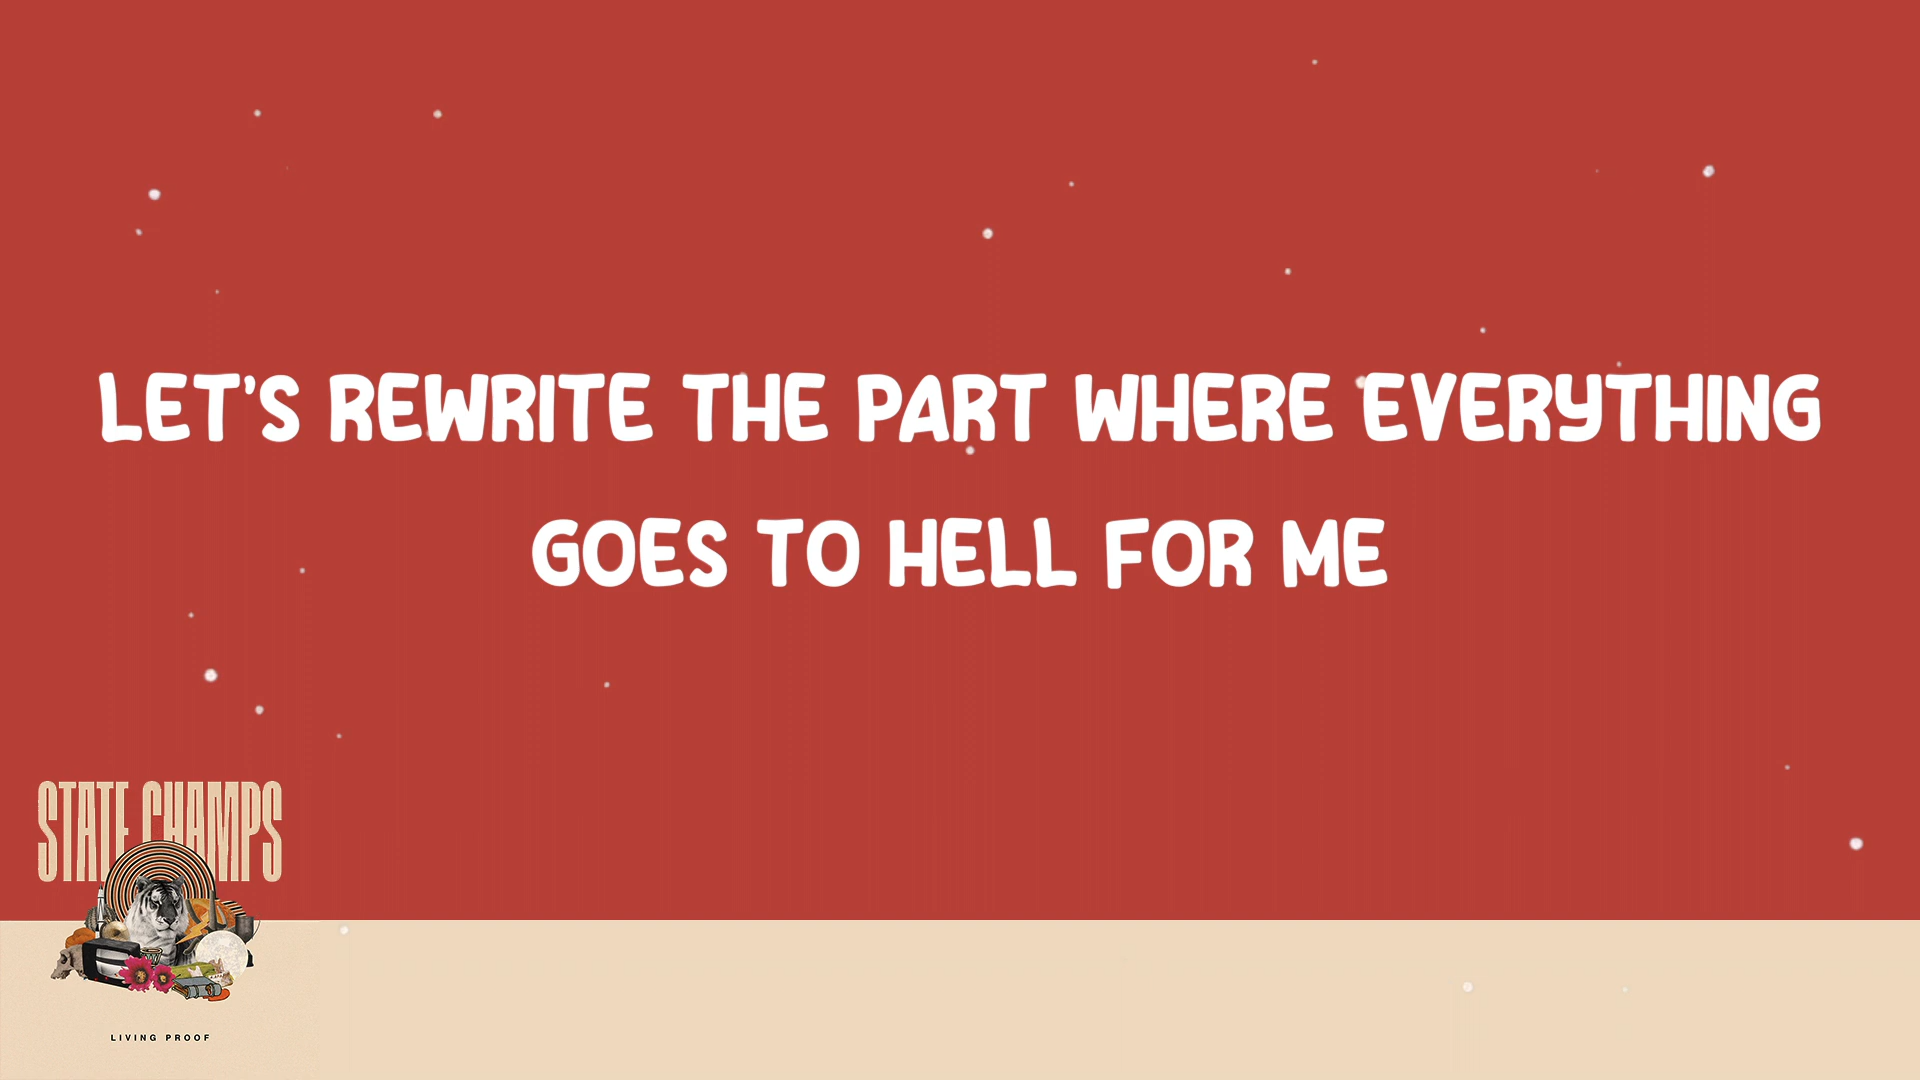 LET'S REWRITE THE PART WHERE EVERYTHING
GOES TO HELL FOR ME
STATE CHAMPS
LIVING PROOF